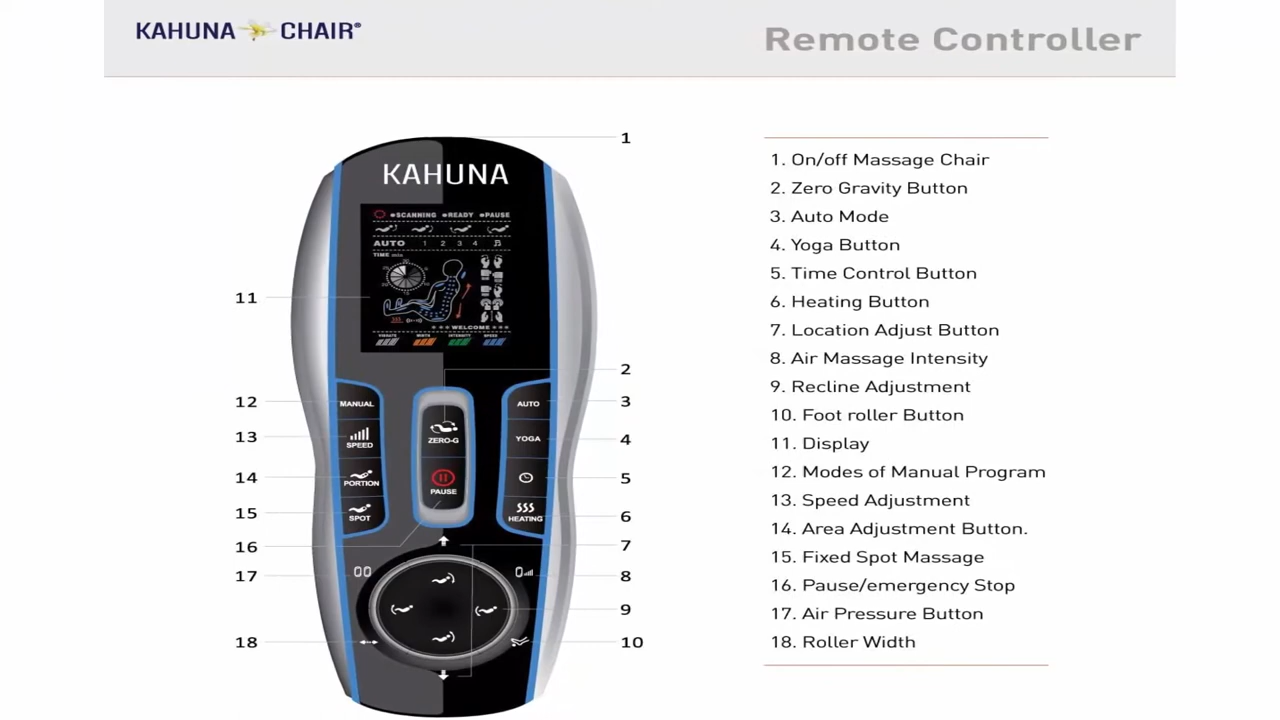 KAHUNA CHAIR®
Remote Controller
1
KAHUNA
SCANNING READY PAUSE
AUTO 1 2 3 4
TIME min
WELCOME
VIBRATE WIDTH INTENSITY SPEED
11
2
12 MANUAL AUTO 3
13 SPEED ZERO-G YOGA 4
14 PORTION PAUSE 5
15 SPOT HEATING 6
16 7
17 8
9
18 10
1. On/off Massage Chair
2. Zero Gravity Button
3. Auto Mode
4. Yoga Button
5. Time Control Button
6. Heating Button
7. Location Adjust Button
8. Air Massage Intensity
9. Recline Adjustment
10. Foot roller Button
11. Display
12. Modes of Manual Program
13. Speed Adjustment
14. Area Adjustment Button.
15. Fixed Spot Massage
16. Pause/emergency Stop
17. Air Pressure Button
18. Roller Width